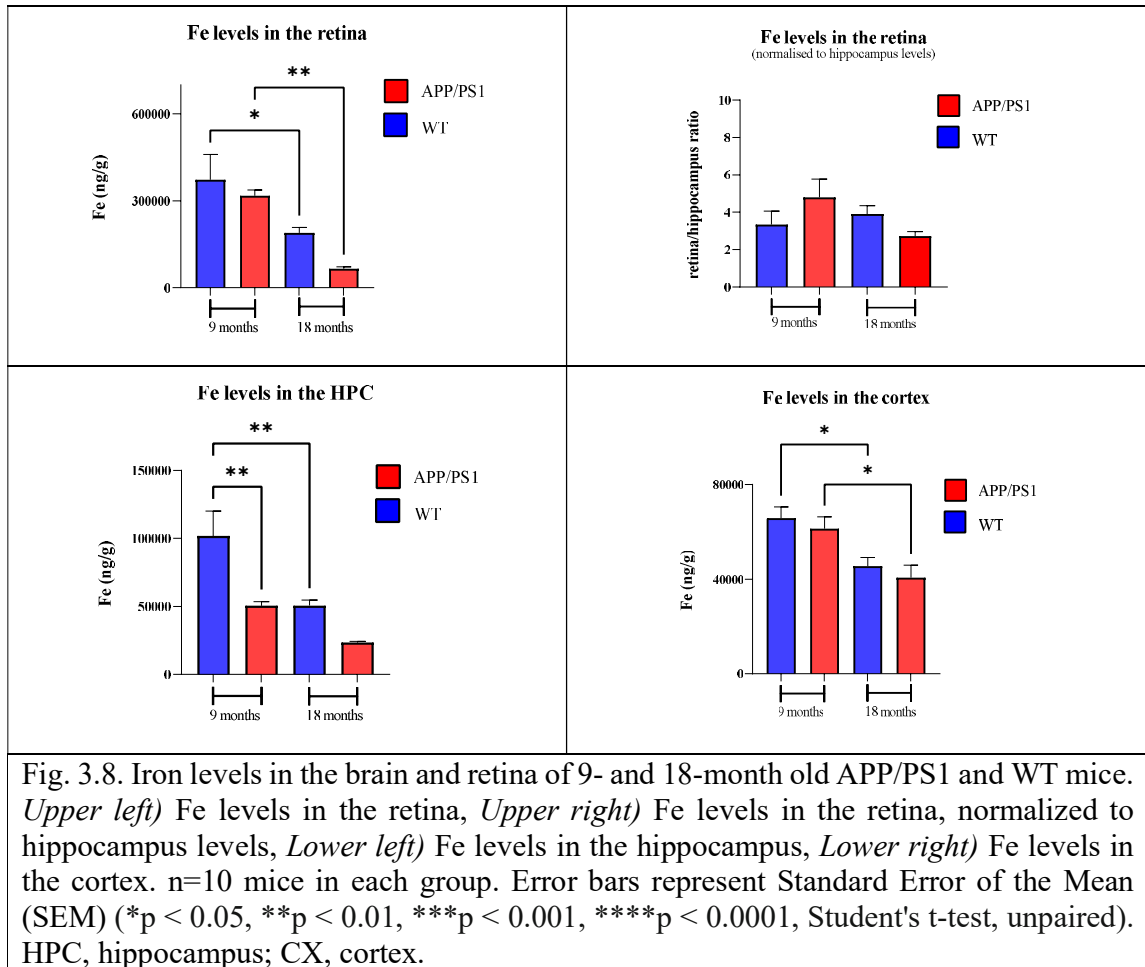 Fe levels in the retina
**
APP/PS1
*
WT
600000
300000
0
Fe (ng/g)
9 months
18 months
Fe levels in the retina
(normalised to hippocampus levels)
APP/PS1
WT
10
8
6
4
2
0
retina/hippocampus ratio
9 months
18 months
Fe levels in the HPC
**
**
APP/PS1
WT
150000
100000
50000
0
Fe (ng/g)
9 months
18 months
Fe levels in the cortex
*
*
APP/PS1
WT
80000
40000
0
Fe (ng/g)
9 months
18 months
Fig. 3.8. Iron levels in the brain and retina of 9- and 18-month old APP/PS1 and WT mice.
Upper left) Fe levels in the retina, Upper right) Fe levels in the retina, normalized to
hippocampus levels, Lower left) Fe levels in the hippocampus, Lower right) Fe levels in
the cortex. n=10 mice in each group. Error bars represent Standard Error of the Mean
(SEM) (*p < 0.05, **p < 0.01, ***p < 0.001, ****p < 0.0001, Student's t-test, unpaired).
HPC, hippocampus; CX, cortex.